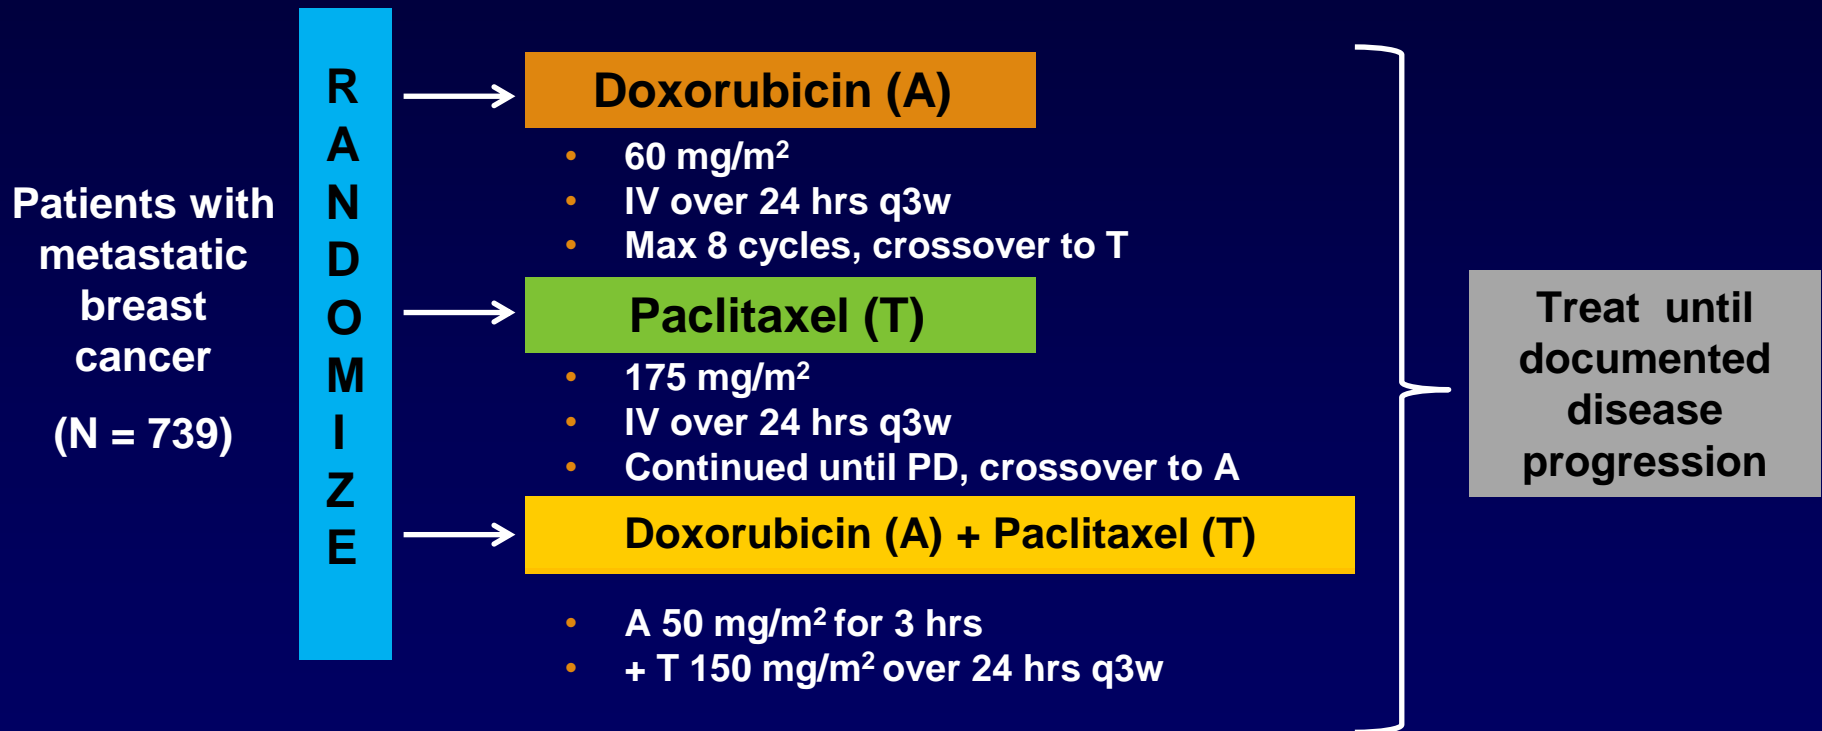 Patients with
metastatic
breast
cancer
(N = 739)
R
A
N
D
O
M
I
Z
E
Doxorubicin (A)
• 60 mg/m²
• IV over 24 hrs q3w
• Max 8 cycles, crossover to T
Paclitaxel (T)
• 175 mg/m²
• IV over 24 hrs q3w
• Continued until PD, crossover to A
Doxorubicin (A) + Paclitaxel (T)
• A 50 mg/m² for 3 hrs
• + T 150 mg/m² over 24 hrs q3w
Treat until
documented
disease
progression